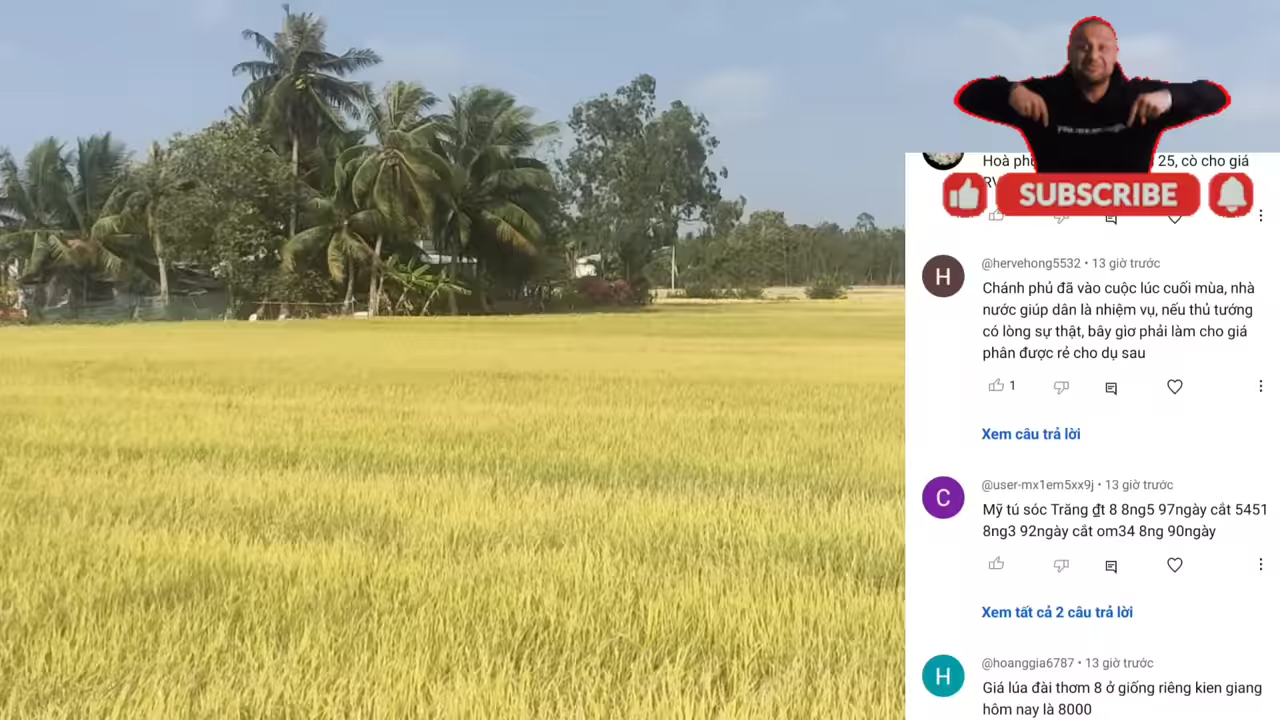 Hoà
25, cò cho giá
SUBSCRIBE
@hervehong5532 • 13 giờ trước
Chánh phủ đã vào cuộc lúc cuối mùa, nhà
nước giúp dân là nhiệm vụ, nếu thủ tướng
có lòng sự thật, bây giơ phải làm cho giá
phân được rẻ cho dụ sau
1
Xem câu trả lời
C
@user-mx1em5xx9j • 13 giờ trước
Mỹ tú sóc Trăng ₫t 8 8ng5 97ngày cắt 5451
8ng3 92ngày cắt om34 8ng 90ngày
Xem tất cả 2 câu trả lời
H
@hoanggia6787 • 13 giờ trước
Giá lúa đài thơm 8 ở giống riêng kien giang
hôm nay là 8000